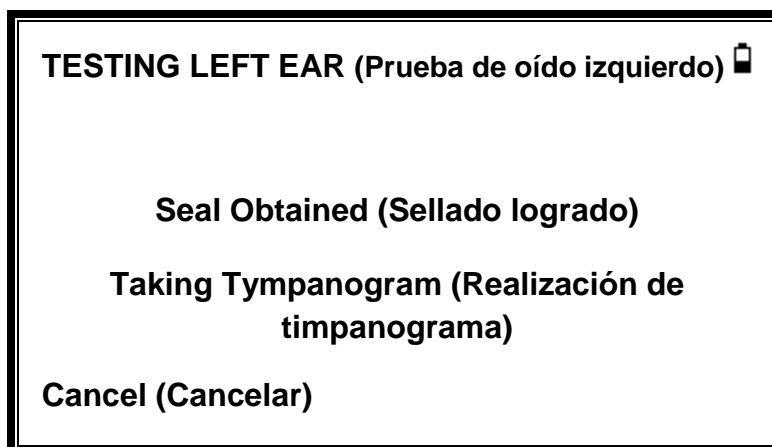 TESTING LEFT EAR (Prueba de oído izquierdo)
Seal Obtained (Sellado logrado)
Taking Tympanogram (Realización de
timpanograma)
Cancel (Cancelar)